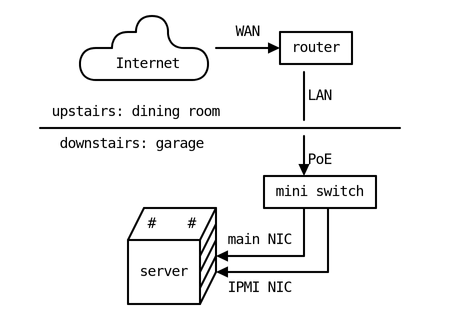 WAN
router
Internet
LAN
upstairs: dining room
downstairs: garage
PoE
mini switch
# #
main NIC
server
IPMI NIC